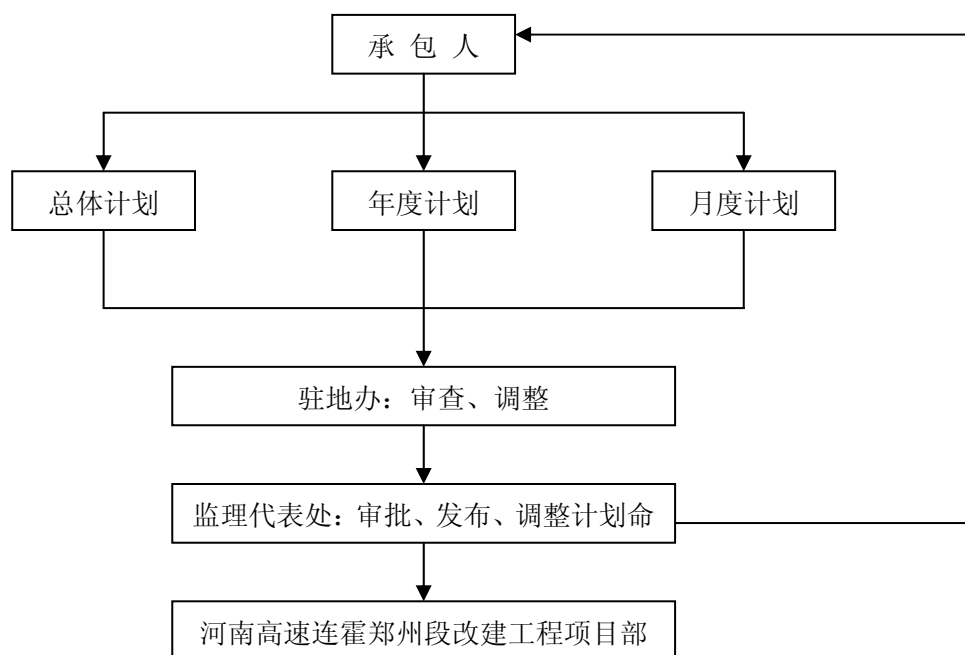 承 包 人
总体计划
年度计划
月度计划
驻地办：审查、调整
监理代表处：审批、发布、调整计划命
河南高速连霍郑州段改建工程项目部